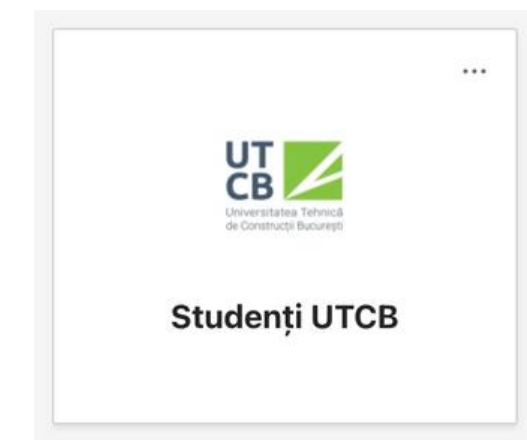 ...
UT
CB
Universitatea Tehnică
de Construcții București
Studenți UTCB